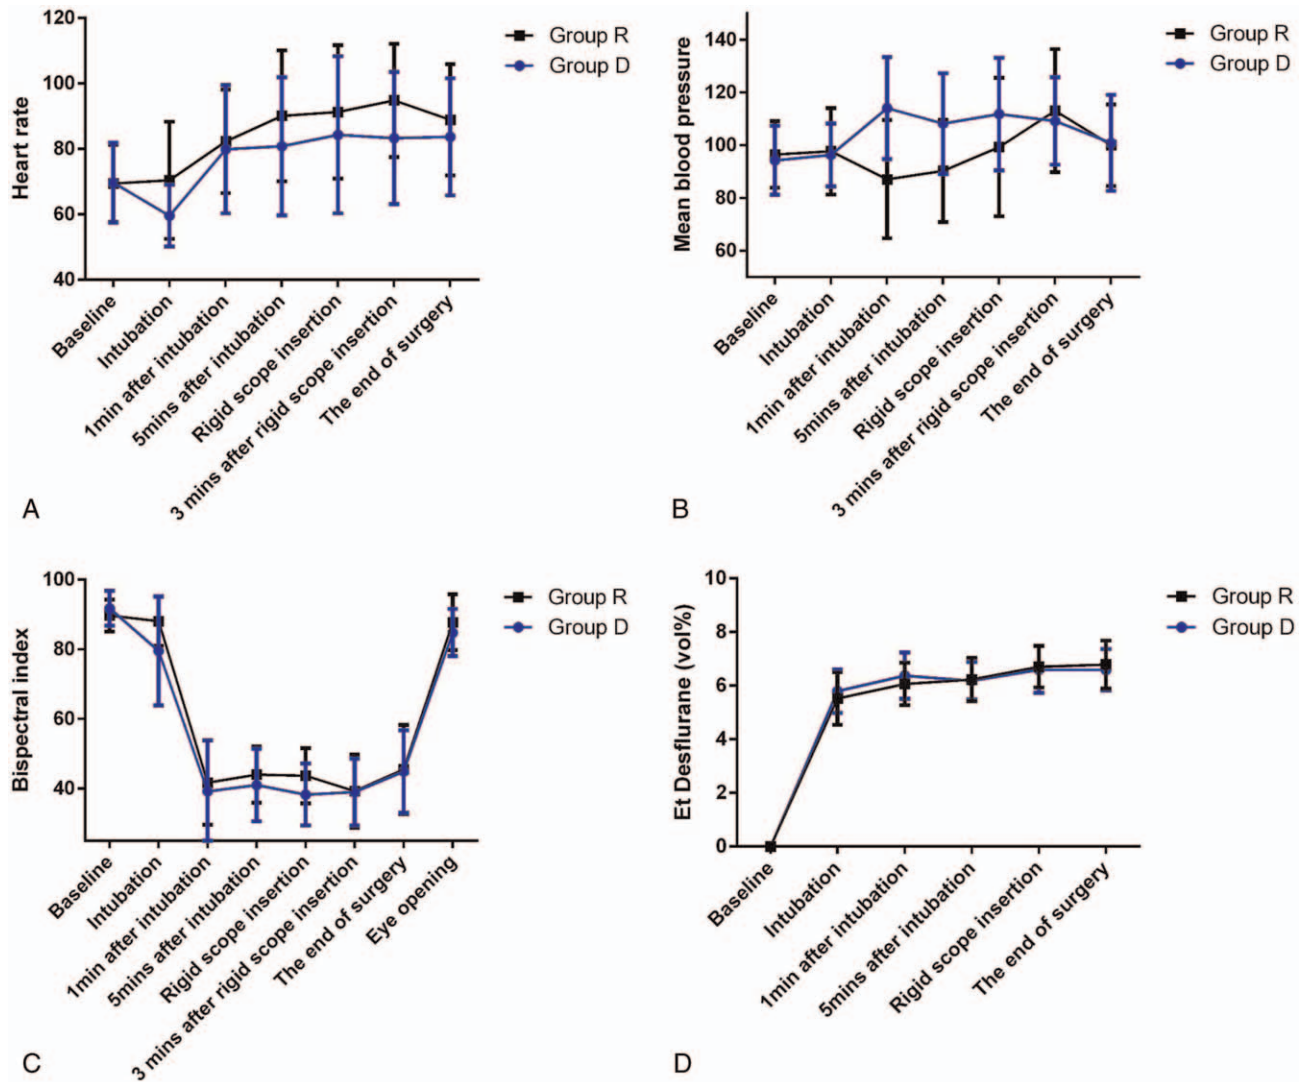 120
100
80
60
40
Heart rate
Group R
Group D
Baseline
Intubation
1min after intubation
5mins after intubation
Rigid scope insertion
3 mins after rigid scope insertion
The end of surgery
A
140
120
100
80
60
Mean blood pressure
Group R
Group D
Baseline
Intubation
1min after intubation
5mins after intubation
Rigid scope insertion
3 mins after rigid scope insertion
The end of surgery
B
100
80
60
40
Bispectral index
Group R
Group D
Baseline
Intubation
1min after intubation
5mins after intubation
Rigid scope insertion
3 mins after rigid scope insertion
The end of surgery
Eye opening
C
10
8
6
4
2
0
Et Desflurane (vol%)
Group R
Group D
Baseline
Intubation
1min after intubation
5mins after intubation
Rigid scope insertion
The end of surgery
D